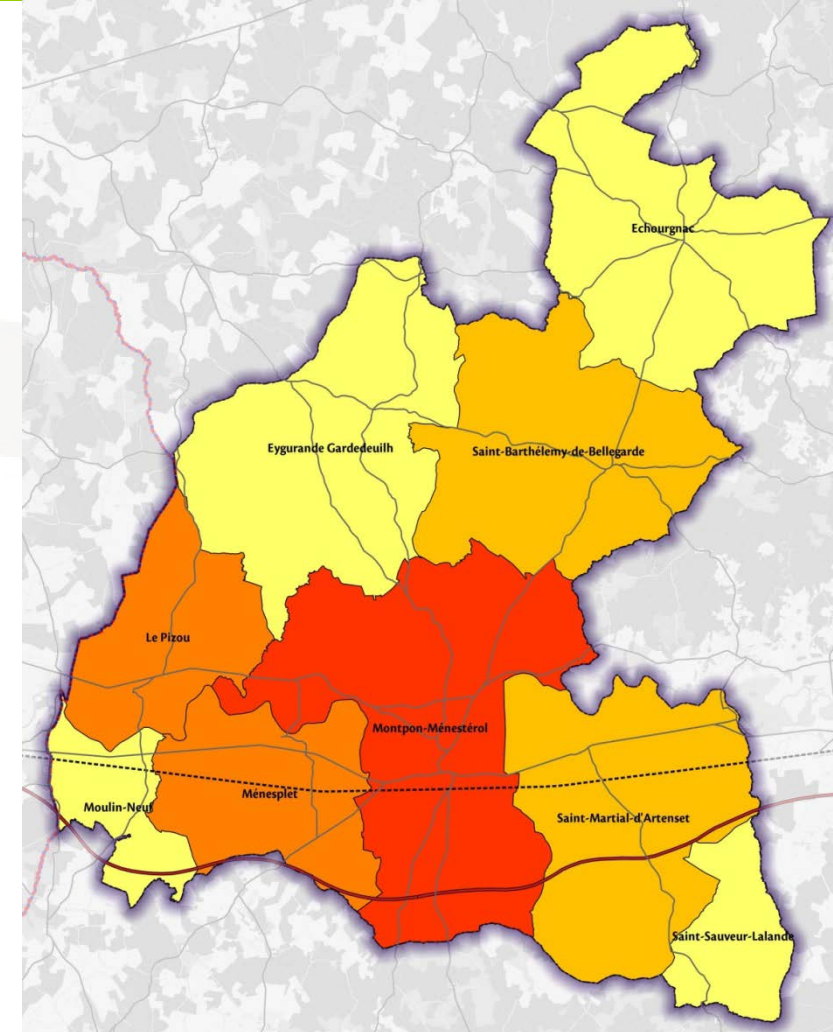 Echourgnac
Eygurande Gardedeuilh
Saint-Barthélemy-de-Bellegarde
Le Pizou
Montpon-Ménestérol
Ménesplet
Moulin-Neuf
Saint-Martial-d'Artenset
Saint-Sauveur-Lalande